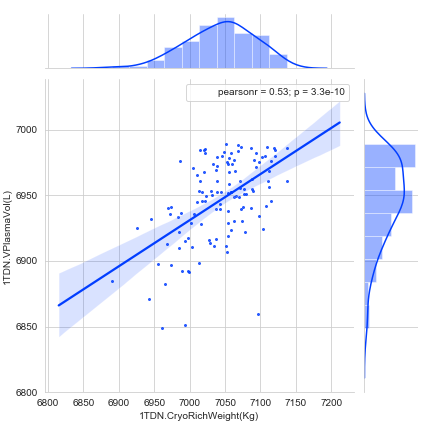 pearsonr = 0.53; p = 3.3e-10
7000
6950
6900
6850
6800
1TDN.VPlasmaVol(L)
6800 6850 6900 6950 7000 7050 7100 7150 7200
1TDN.CryoRichWeight(Kg)